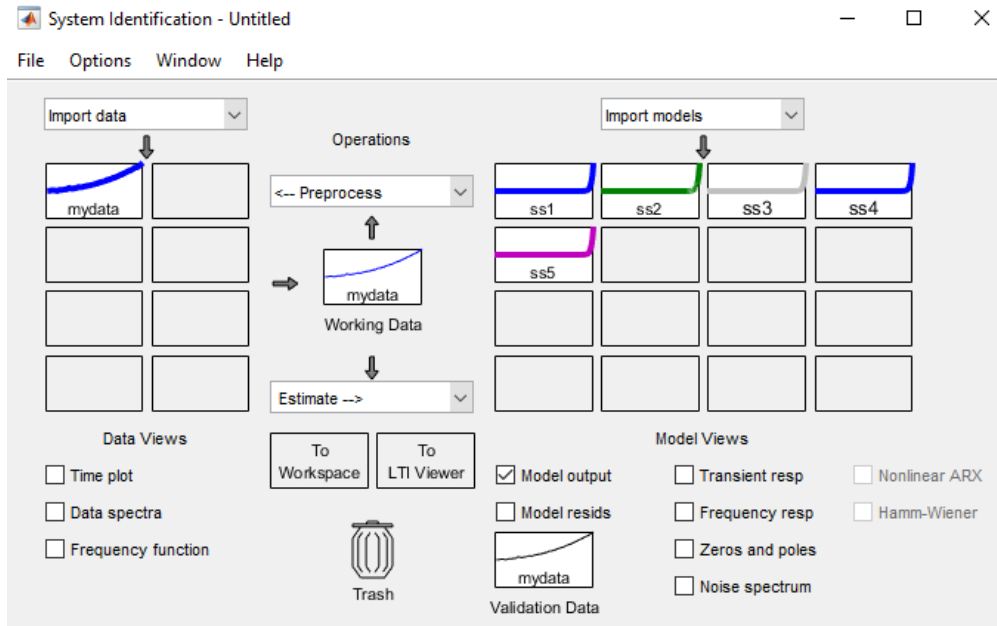 System Identification - Untitled
File Options Window Help
Import data
Import models
Operations
<-- Preprocess
mydata
ss1
ss2
ss3
ss4
ss5
mydata
Working Data
Estimate -->
Data Views
Model Views
To
Workspace
To
LTI Viewer
Time plot
Data spectra
Frequency function
Model output
Model resids
Transient resp
Frequency resp
Zeros and poles
Noise spectrum
Nonlinear ARX
Hamm-Wiener
Trash
mydata
Validation Data